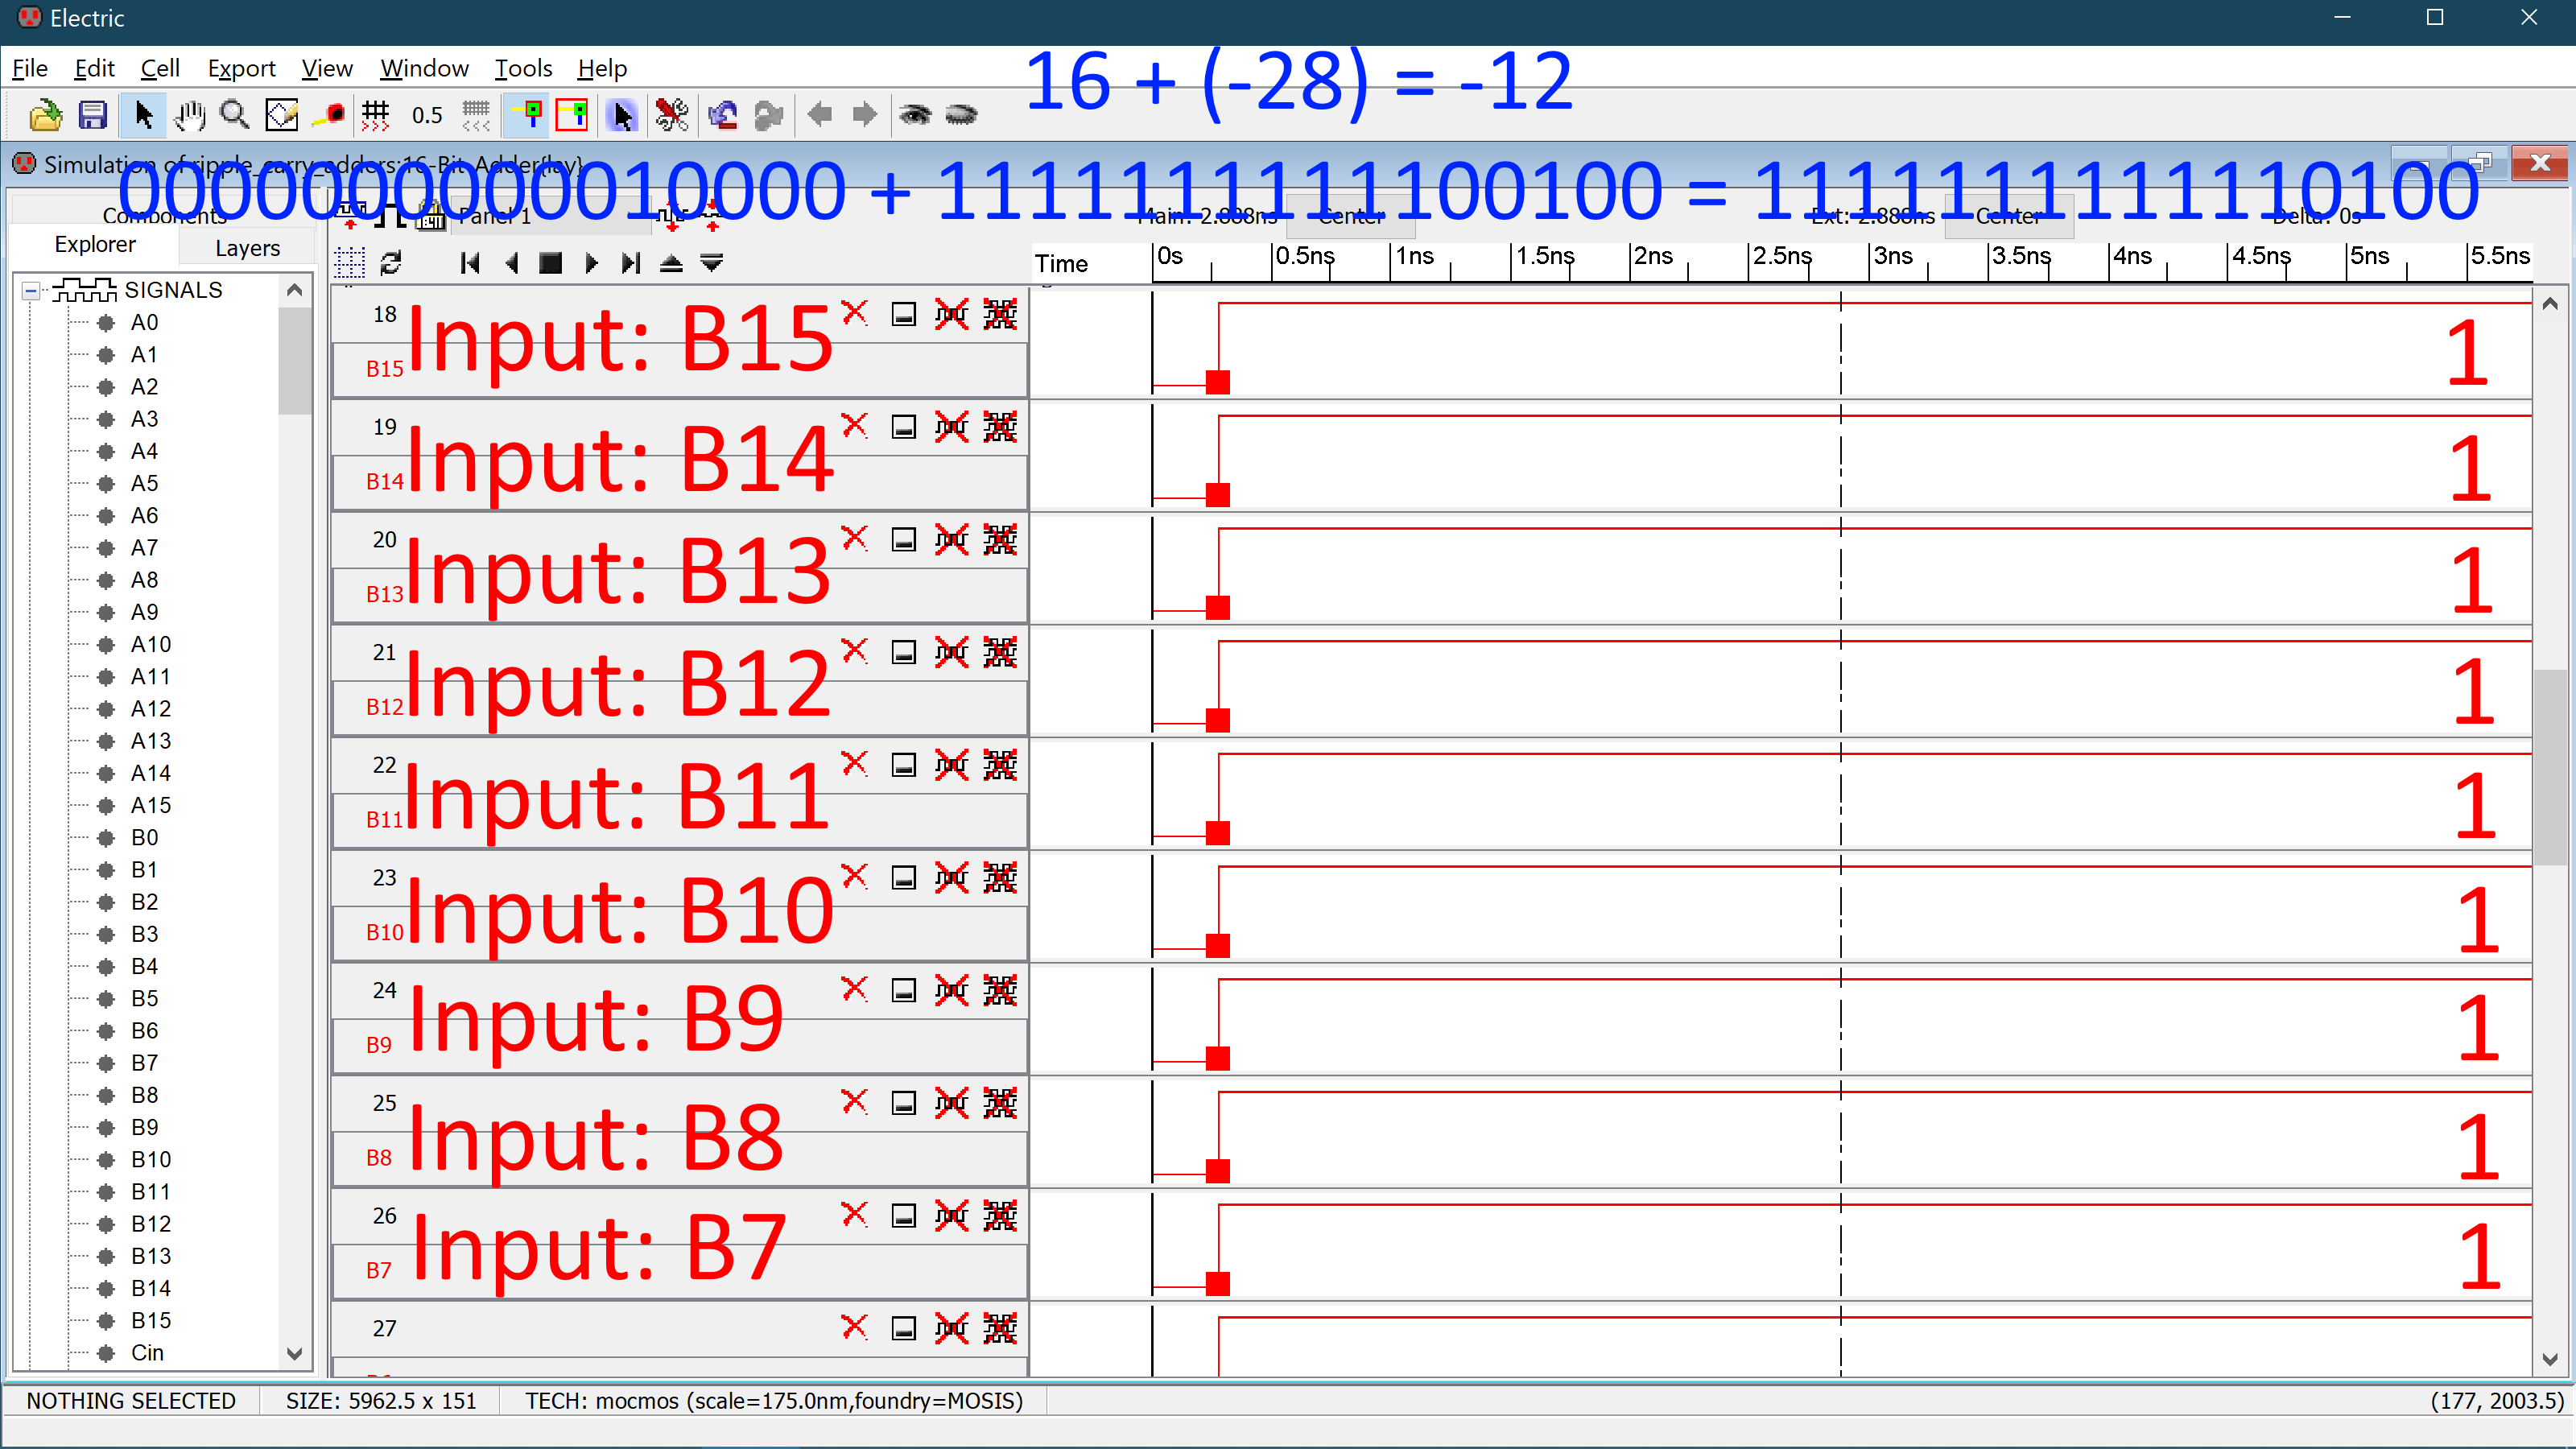 Electric
File Edit Cell Export View Window Tools Help
16 + (-28) = -12
0.5
Simulation of ripple_carry_adders:16-Bit-Adder{lay}
0000000000010000 + 1111111111100100 = 1111111111110100
Components
Panel 1
Main: 2.888ns Center Ext: 2.888ns Center Delta: 0s
Explorer Layers
Time 0s 0.5ns 1ns 1.5ns 2ns 2.5ns 3ns 3.5ns 4ns 4.5ns 5ns 5.5ns
SIGNALS
A0
A1
A2
A3
A4
A5
A6
A7
A8
A9
A10
A11
A12
A13
A14
A15
B0
B1
B2
B3
B4
B5
B6
B7
B8
B9
B10
B11
B12
B13
B14
B15
Cin
18 Input: B15 1
B15
19 Input: B14 1
B14
20 Input: B13 1
B13
21 Input: B12 1
B12
22 Input: B11 1
B11
23 Input: B10 1
B10
24 Input: B9 1
B9
25 Input: B8 1
B8
26 Input: B7 1
B7
27
NOTHING SELECTED SIZE: 5962.5 x 151 TECH: mocmos (scale=175.0nm,foundry=MOSIS) (177, 2003.5)